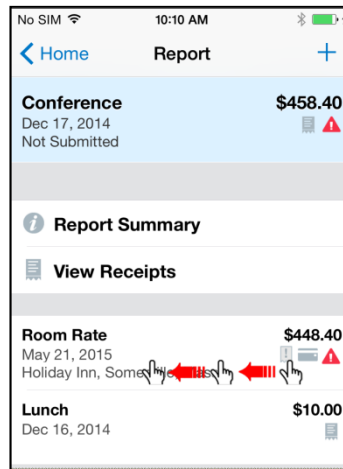 No SIM 10:10 AM
Home Report +
Conference $458.40
Dec 17, 2014
Not Submitted
Report Summary
View Receipts
Room Rate $448.40
May 21, 2015
Holiday Inn,
Lunch $10.00
Dec 16, 2014